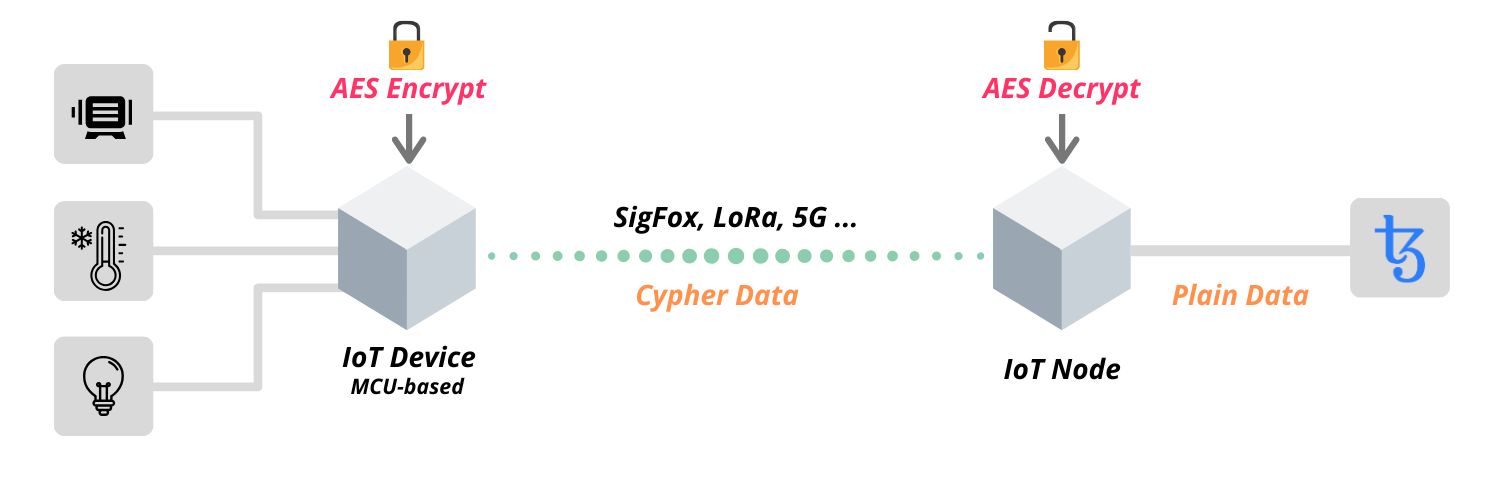 AES Encrypt
AES Decrypt
SigFox, LoRa, 5G ...
Cypher Data
Plain Data
IoT Device
MCU-based
IoT Node